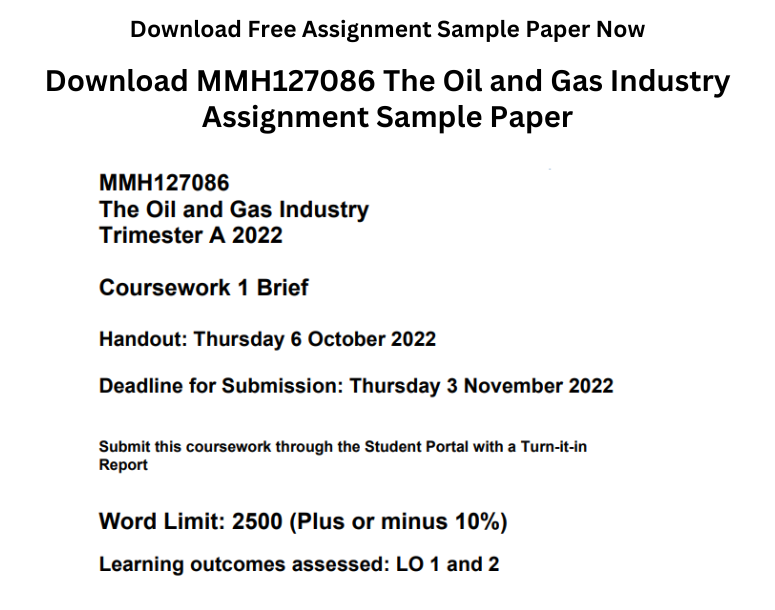 Download Free Assignment Sample Paper Now
Download MMH127086 The Oil and Gas Industry
Assignment Sample Paper
MMH127086
The Oil and Gas Industry
Trimester A 2022
Coursework 1 Brief
Handout: Thursday 6 October 2022
Deadline for Submission: Thursday 3 November 2022
Submit this coursework through the Student Portal with a Turn-it-in
Report
Word Limit: 2500 (Plus or minus 10%)
Learning outcomes assessed: LO 1 and 2